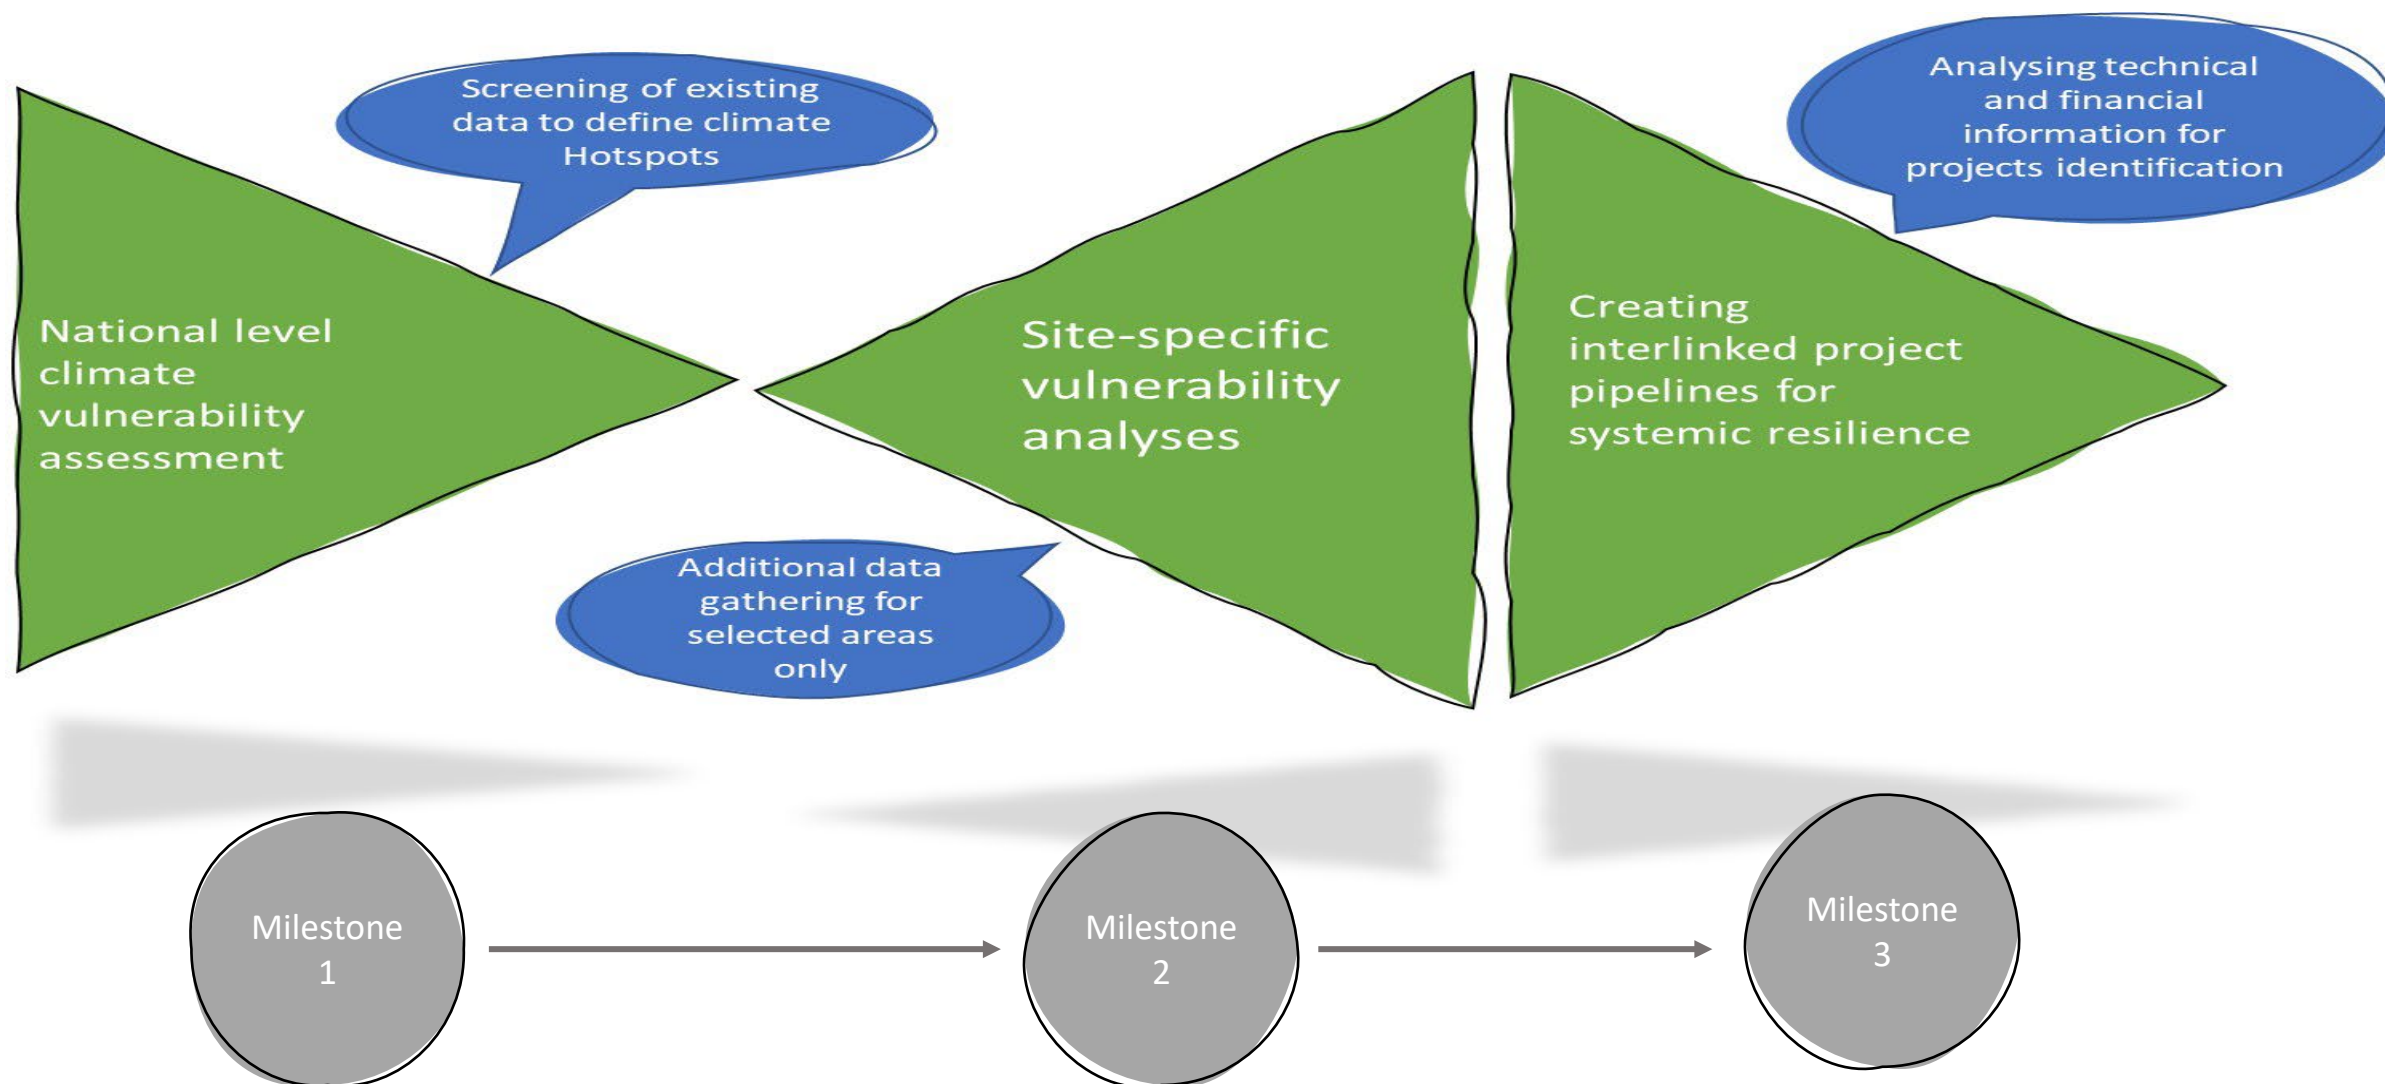 Screening of existing
data to define climate
Hotspots
Analysing technical
and financial
information for
projects identification
National level
climate
vulnerability
assessment
Site-specific
vulnerability
analyses
Creating
interlinked project
pipelines for
systemic resilience
Additional data
gathering for
selected areas
only
Milestone
1
Milestone
2
Milestone
3